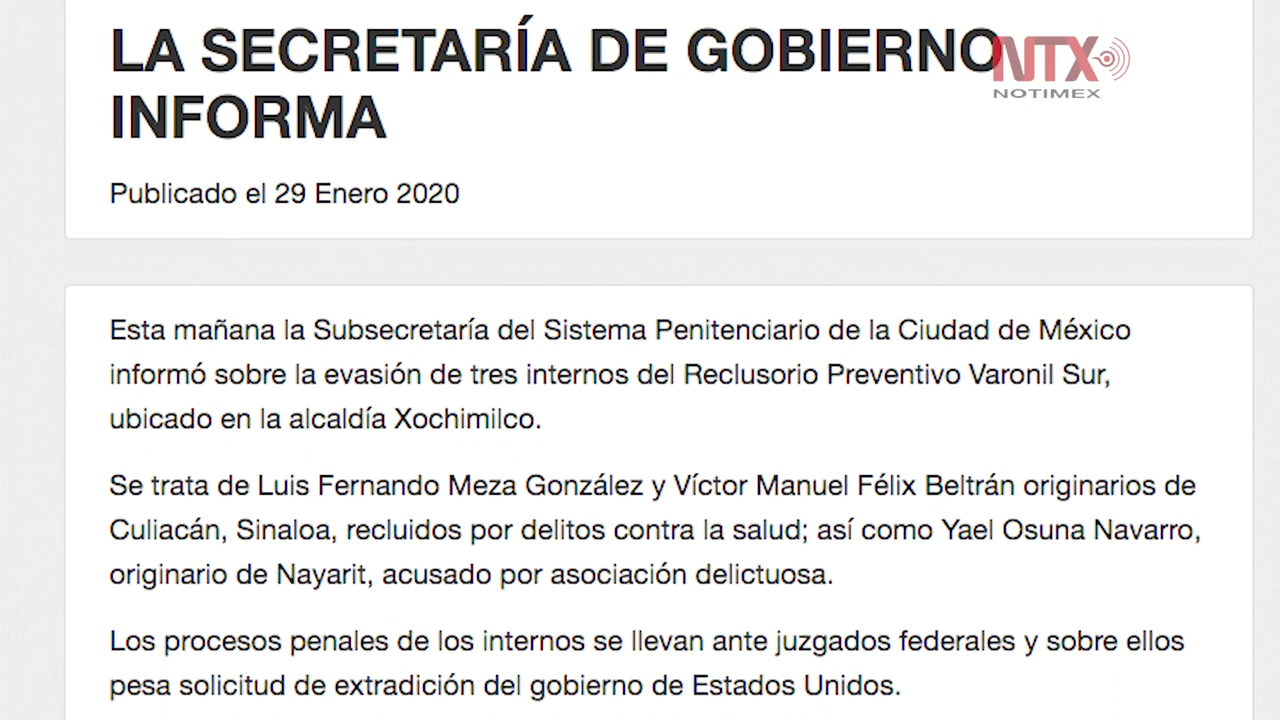 LA SECRETARÍA DE GOBIERNO
INFORMA
NTX
NOTIMEX
Publicado el 29 Enero 2020
Esta mañana la Subsecretaría del Sistema Penitenciario de la Ciudad de México
informó sobre la evasión de tres internos del Reclusorio Preventivo Varonil Sur,
ubicado en la alcaldía Xochimilco.
Se trata de Luis Fernando Meza González y Víctor Manuel Félix Beltrán originarios de
Culiacán, Sinaloa, recluidos por delitos contra la salud; así como Yael Osuna Navarro,
originario de Nayarit, acusado por asociación delictuosa.
Los procesos penales de los internos se llevan ante juzgados federales y sobre ellos
pesa solicitud de extradición del gobierno de Estados Unidos.